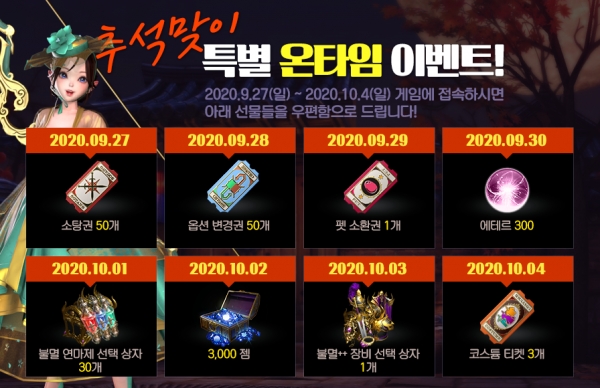 추석맞이
특별 온타임 이벤트!
2020.9.27(일) ~ 2020.10.4(일) 게임에 접속하시면
아래 선물들을 우편함으로 드립니다!
2020.09.27
2020.09.28
2020.09.29
2020.09.30
소탕권 50개
옵션 변경권 50개
펫 소환권 1개
에테르 300
2020.10.01
2020.10.02
2020.10.03
2020.10.04
불멸 연마제 선택 상자
30개
3,000 젬
불멸++ 장비 선택 상자
1개
코스튬 티켓 3개